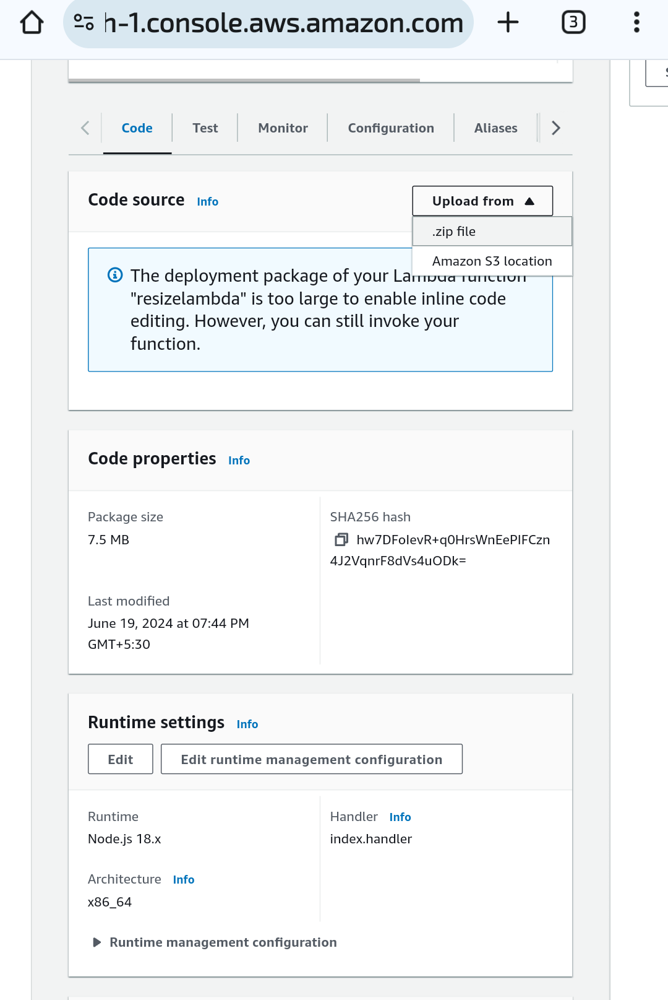 h-1.console.aws.amazon.com
3
Code
Test
Monitor
Configuration
Aliases
Code source Info
Upload from
.zip file
Amazon S3 location
The deployment package of your Lambda function
"resizelambda" is too large to enable inline code
editing. However, you can still invoke your
function.
Code properties Info
Package size
7.5 MB
SHA256 hash
hw7DFoIevR+q0HrsWnEePIFCzn
4J2VqnrF8dVs4uODk=
Last modified
June 19, 2024 at 07:44 PM
GMT+5:30
Runtime settings Info
Edit
Edit runtime management configuration
Runtime
Node.js 18.x
Handler Info
index.handler
Architecture Info
x86_64
Runtime management configuration